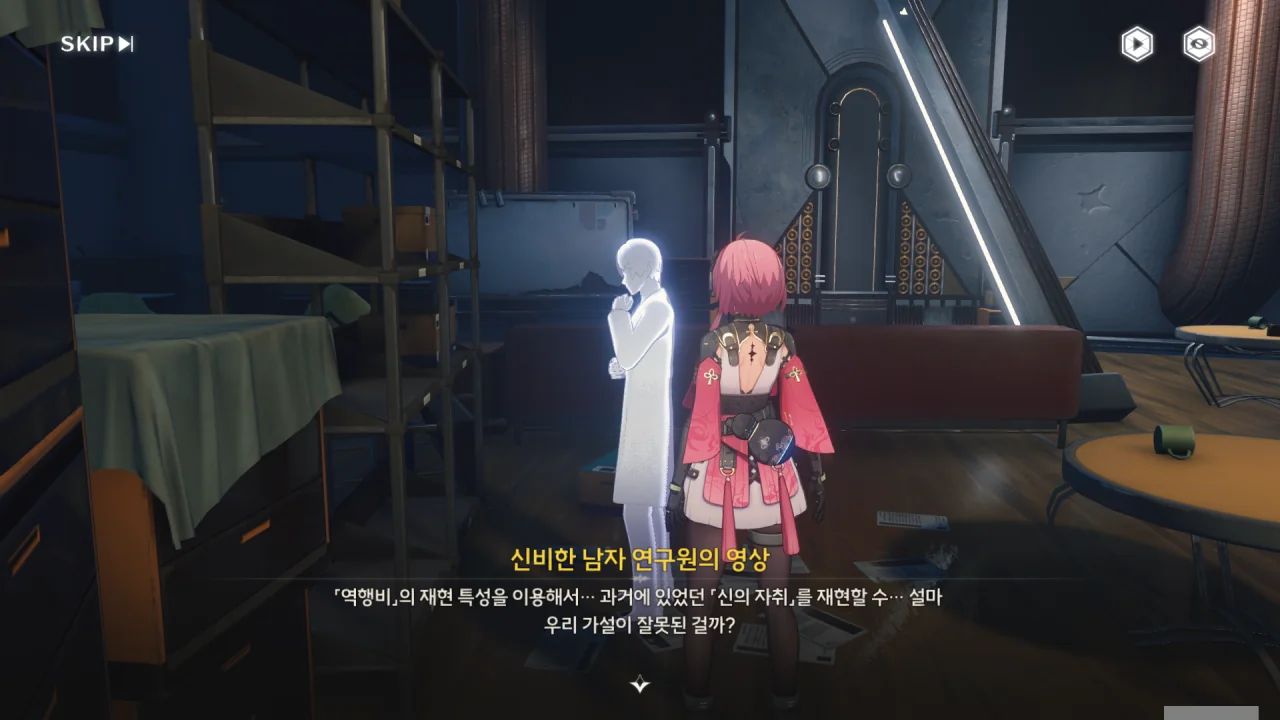 SKIP
신비한 남자 연구원의 영상
「역행비」의 재현 특성을 이용해서… 과거에 있었던 「신의 자취」를 재현할 수… 설마
우리 가설이 잘못된 걸까?